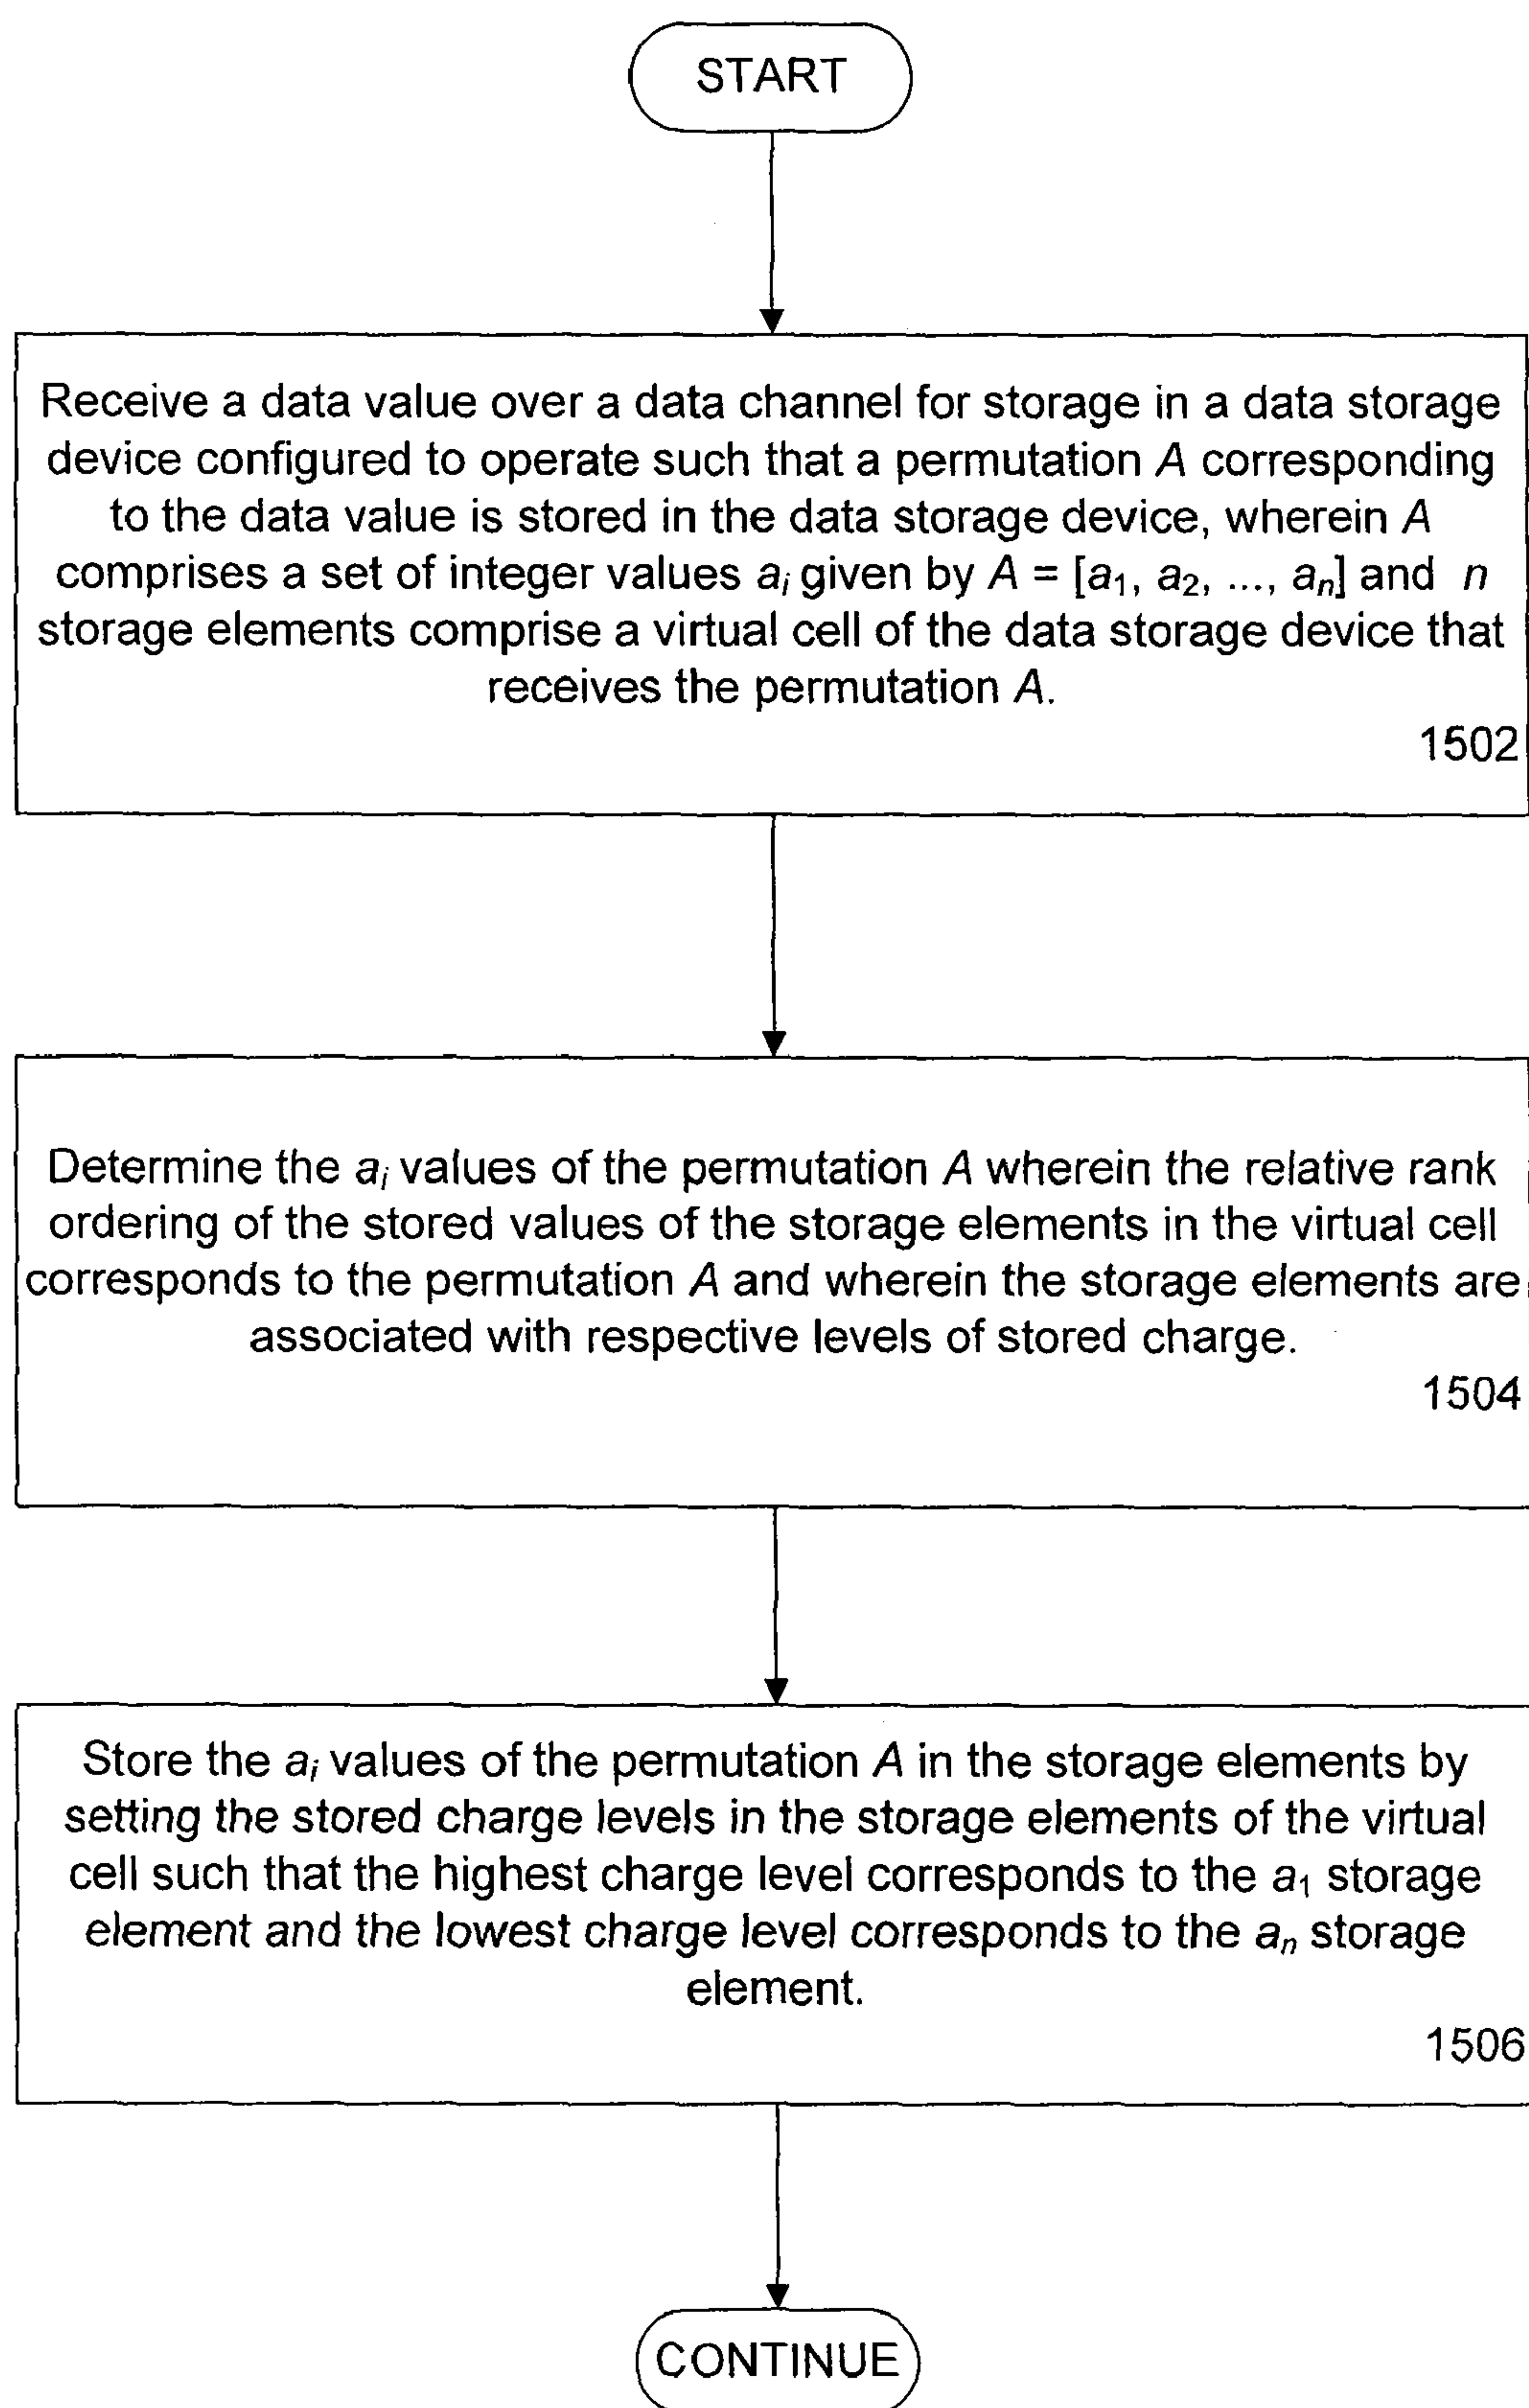 START
Receive a data value over a data channel for storage in a data storage
device configured to operate such that a permutation A corresponding
to the data value is stored in the data storage device, wherein A
comprises a set of integer values aᵢ given by A = [a₁, a₂, ..., aₙ] and n
storage elements comprise a virtual cell of the data storage device that
receives the permutation A.
1502
Determine the aᵢ values of the permutation A wherein the relative rank
ordering of the stored values of the storage elements in the virtual cell
corresponds to the permutation A and wherein the storage elements are
associated with respective levels of stored charge.
1504
Store the aᵢ values of the permutation A in the storage elements by
setting the stored charge levels in the storage elements of the virtual
cell such that the highest charge level corresponds to the a₁ storage
element and the lowest charge level corresponds to the aₙ storage
element.
1506
CONTINUE